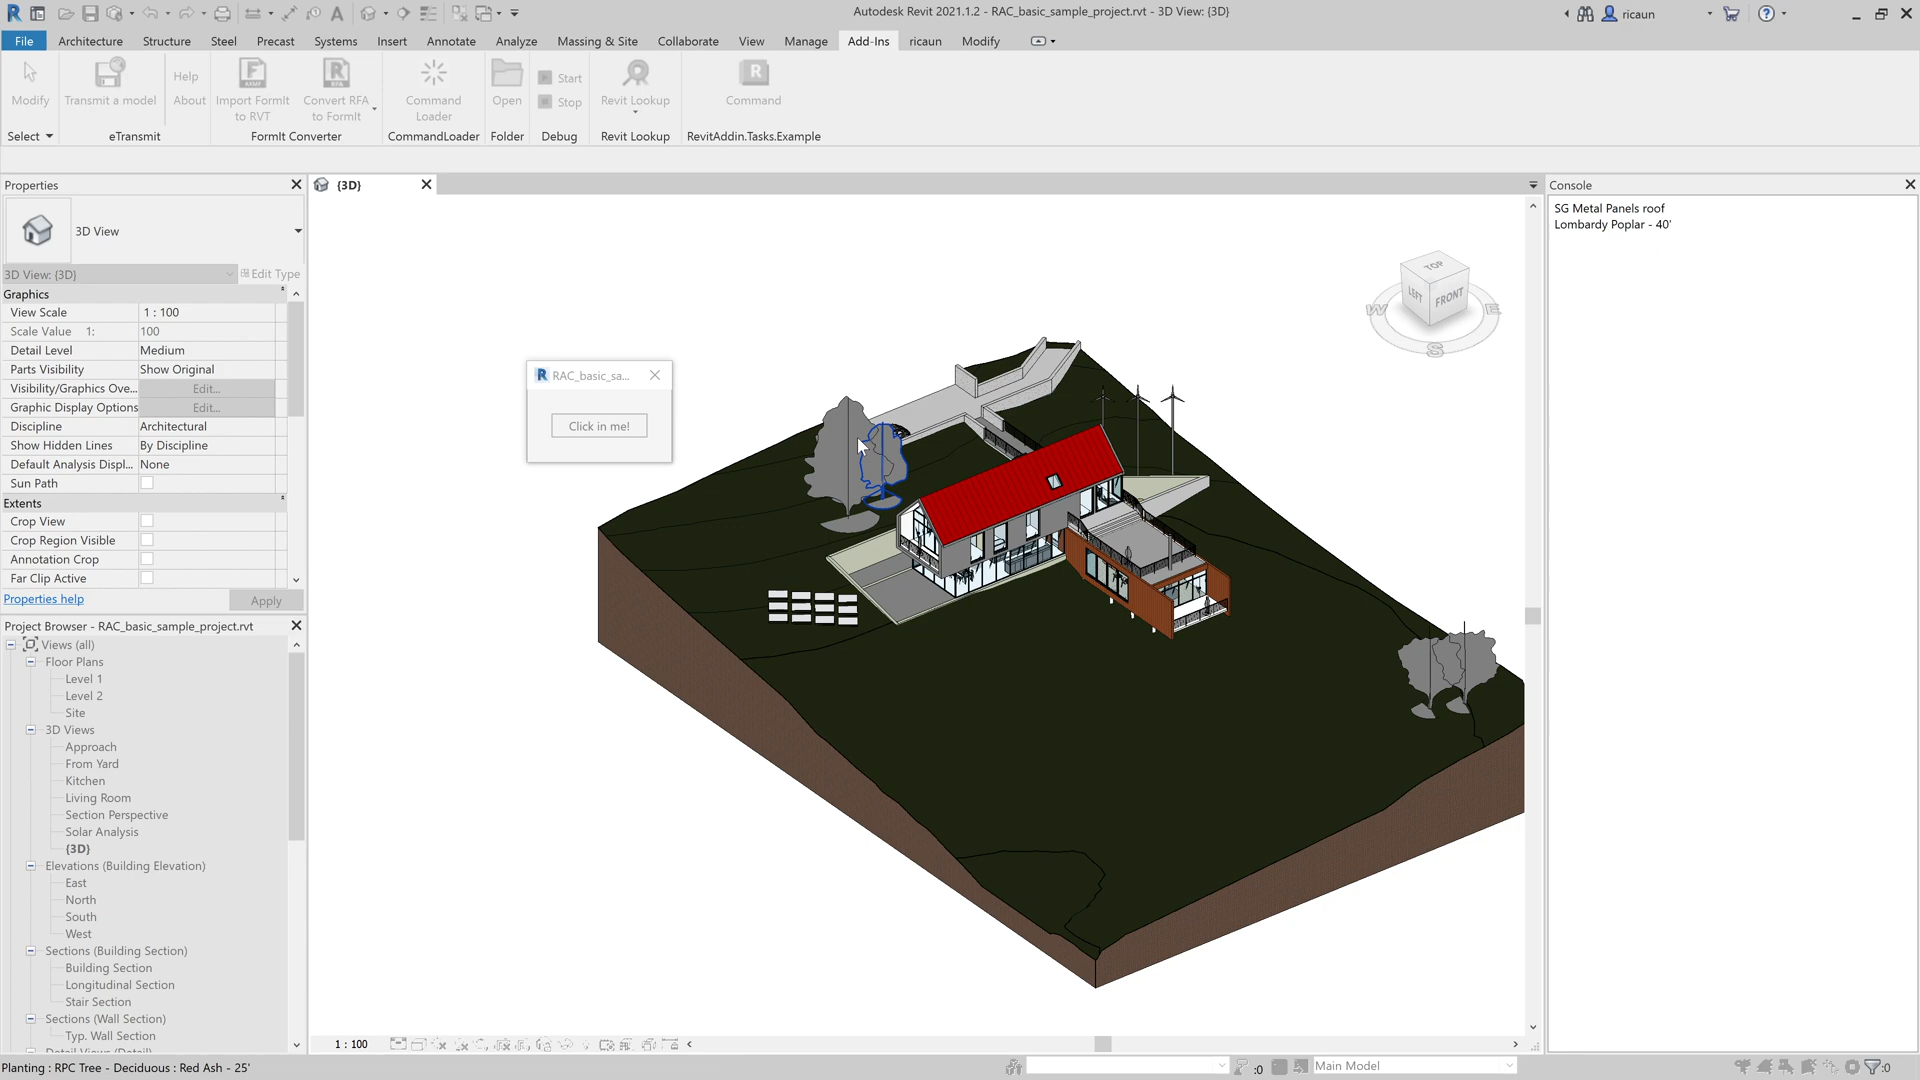 Autodesk Revit 2021.1.2 - RAC_basic_sample_project.rvt - 3D View: {3D}
ricaun
File
Architecture
Structure
Steel
Precast
Systems
Insert
Annotate
Analyze
Massing & Site
Collaborate
View
Manage
Add-Ins
ricaun
Modify
Modify
Transmit a model
Help
About
Import FormIt
to RVT
Convert RFA
to FormIt
Command
Loader
Open
Start
Stop
Revit Lookup
Command
Select
eTransmit
FormIt Converter
CommandLoader
Folder
Debug
Revit Lookup
RevitAddin.Tasks.Example
Properties
3D View
3D View: {3D}
Edit Type
Graphics
View Scale
1 : 100
Scale Value 1:
100
Detail Level
Medium
Parts Visibility
Show Original
Visibility/Graphics Ove...
Edit...
Graphic Display Options
Edit...
Discipline
Architectural
Show Hidden Lines
By Discipline
Default Analysis Displ...
None
Sun Path
Extents
Crop View
Crop Region Visible
Annotation Crop
Far Clip Active
Properties help
Apply
Project Browser - RAC_basic_sample_project.rvt
Views (all)
Floor Plans
Level 1
Level 2
Site
3D Views
Approach
From Yard
Kitchen
Living Room
Section Perspective
Solar Analysis
{3D}
Elevations (Building Elevation)
East
North
South
West
Sections (Building Section)
Building Section
Longitudinal Section
Stair Section
Sections (Wall Section)
Typ. Wall Section
{3D}
RAC_basic_sa...
Click in me!
TOP
LEFT
FRONT
W
E
S
Console
SG Metal Panels roof
Lombardy Poplar - 40'
1 : 100
Planting : RPC Tree - Deciduous : Red Ash - 25'
:0
Main Model
:0